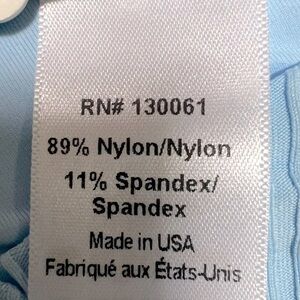 RN# 130061
89% Nylon/Nylon
11% Spandex/
Spandex
Made in USA
Fabriqué aux États-Unis